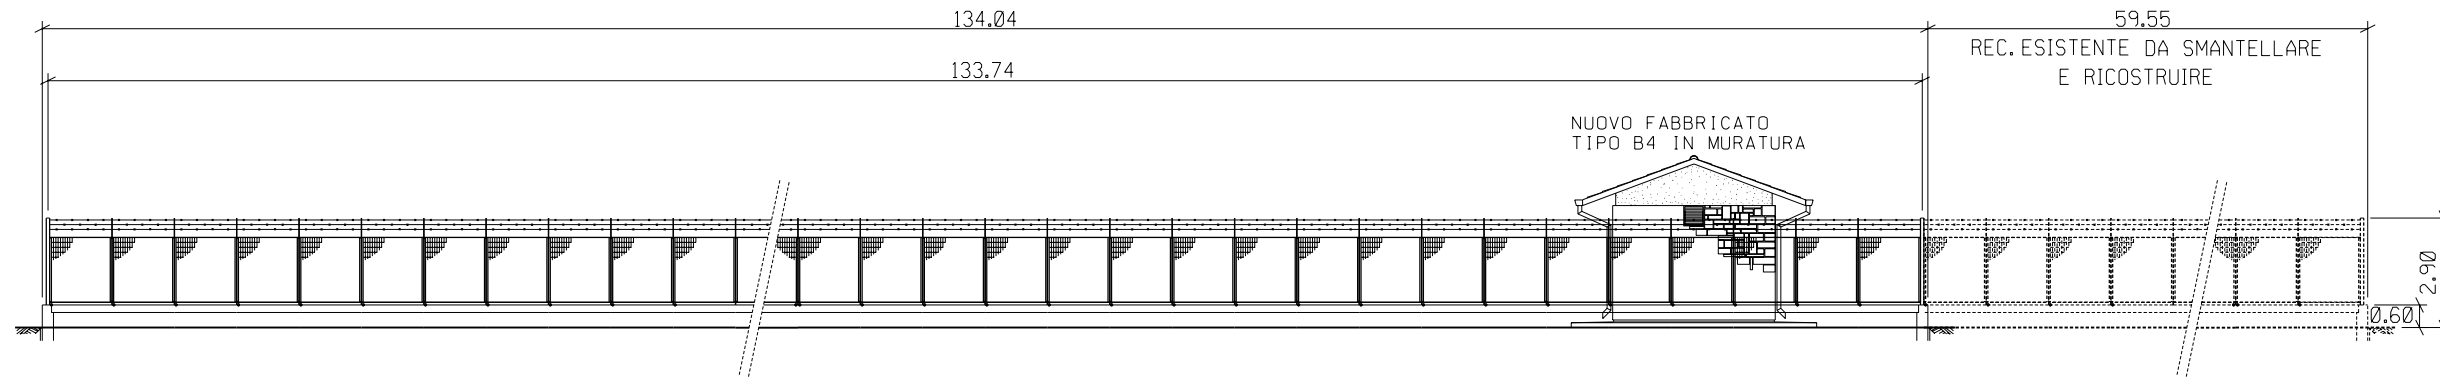 134.04
59.55
REC. ESISTENTE DA SMANTELLARE
E RICOSTRUIRE
133.74
NUOVO FABBRICATO
TIPO B4 IN MURATURA
2.90
0.60